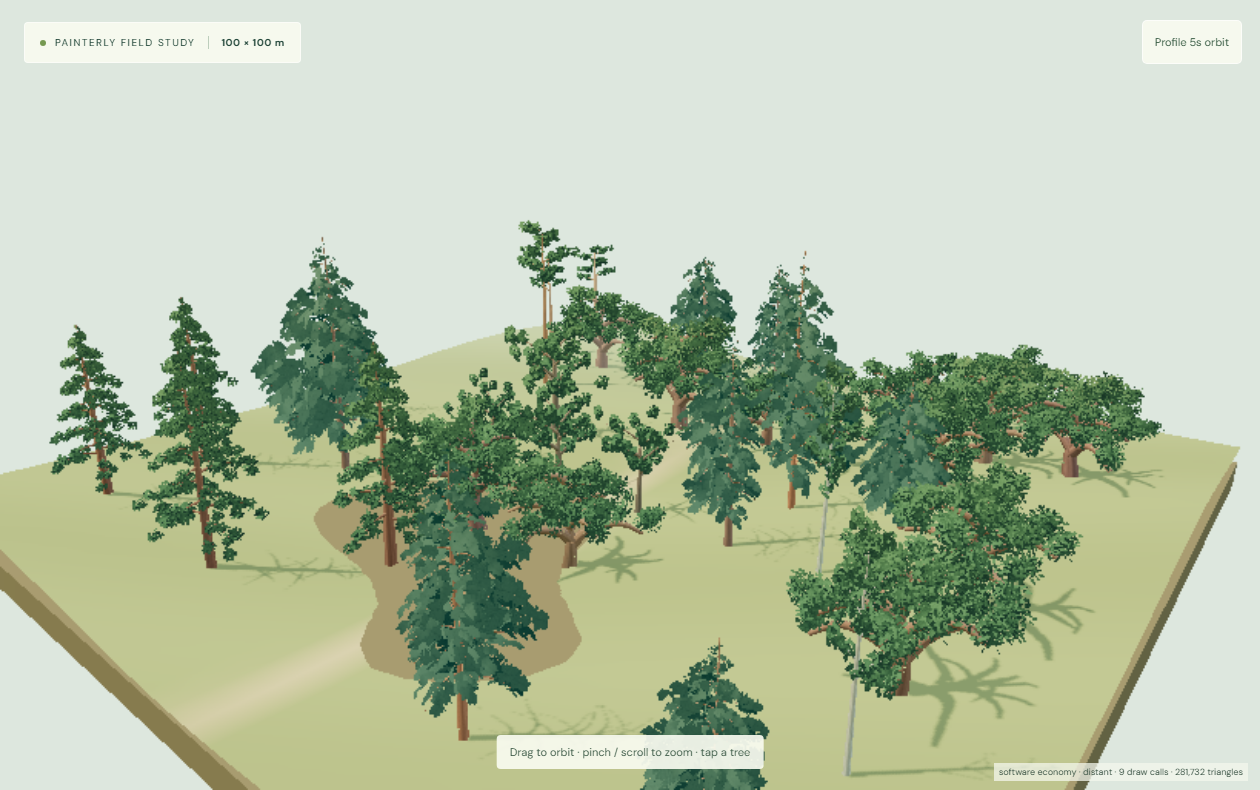 PAINTERLY FIELD STUDY 100 × 100 m
Profile 5s orbit
Drag to orbit · pinch / scroll to zoom · tap a tree
software economy · distant · 9 draw calls · 281,732 triangles